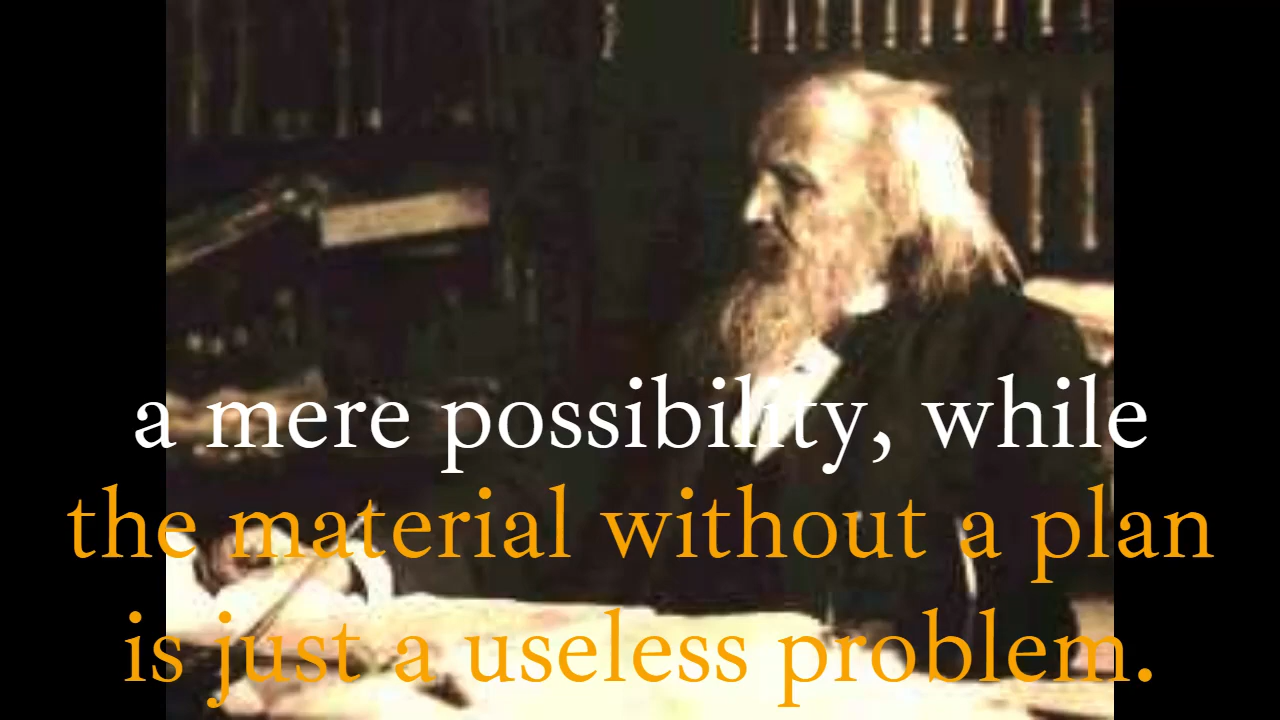 a mere possibility, while
the material without a plan
is just a useless problem.